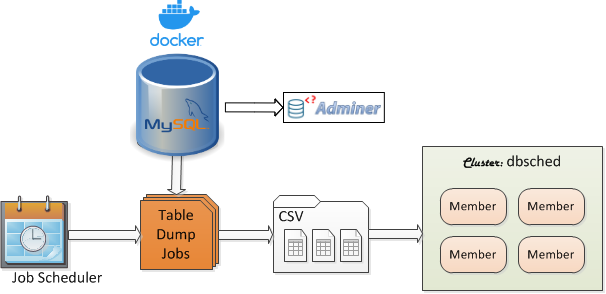 docker
MySQL
<?> Adminer
Cluster: dbsched
Member Member
Member Member
Table
Dump
Jobs
CSV
Job Scheduler